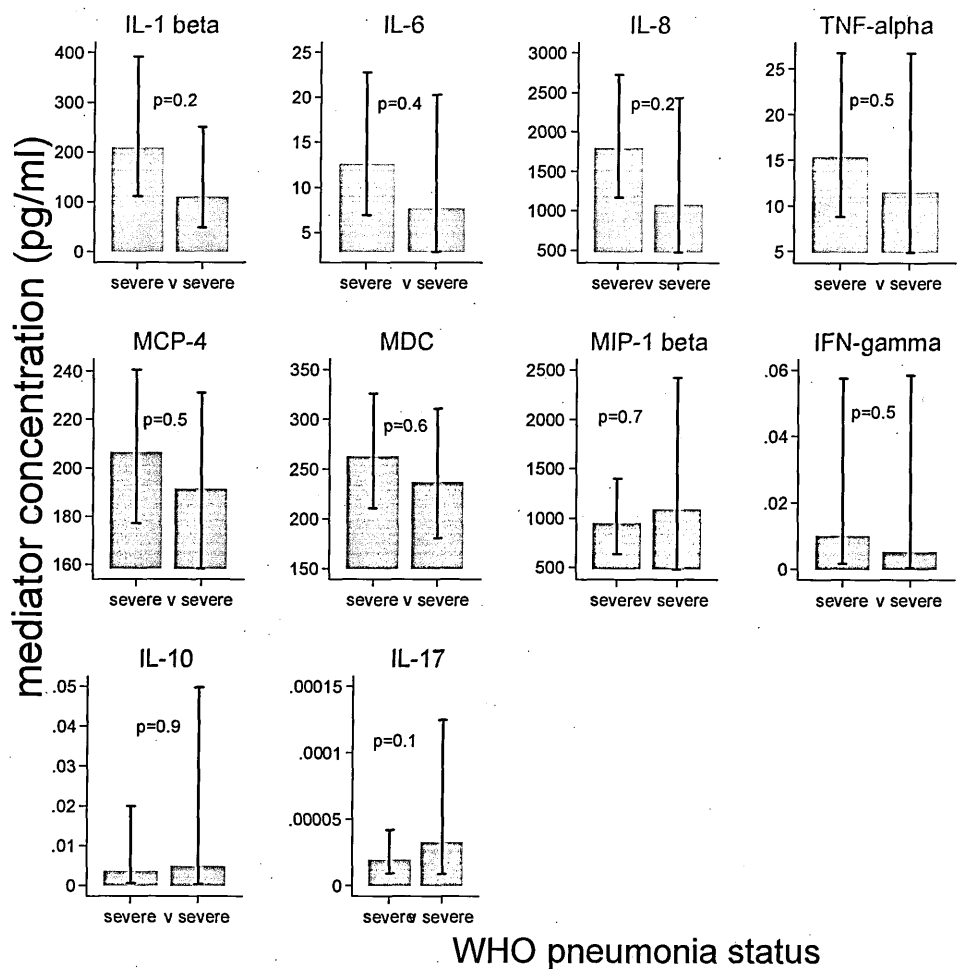 mediator concentration (pg/ml)
IL-1 beta
400
300
200
100
0
p=0.2
severe v severe
IL-6
25
20
15
10
5
p=0.4
severe v severe
IL-8
3000
2500
2000
1500
1000
500
p=0.2
severev severe
TNF-alpha
25
20
15
10
5
p=0.5
severe v severe
MCP-4
240
220
200
180
160
p=0.5
severe v severe
MDC
350
300
250
200
150
p=0.6
severe v severe
MIP-1 beta
2500
2000
1500
1000
500
p=0.7
severev severe
IFN-gamma
.06
.04
.02
0
p=0.5
severe v severe
IL-10
.05
.04
.03
.02
.01
0
p=0.9
severe v severe
IL-17
.00015
.0001
.00005
0
p=0.1
severev severe
WHO pneumonia status